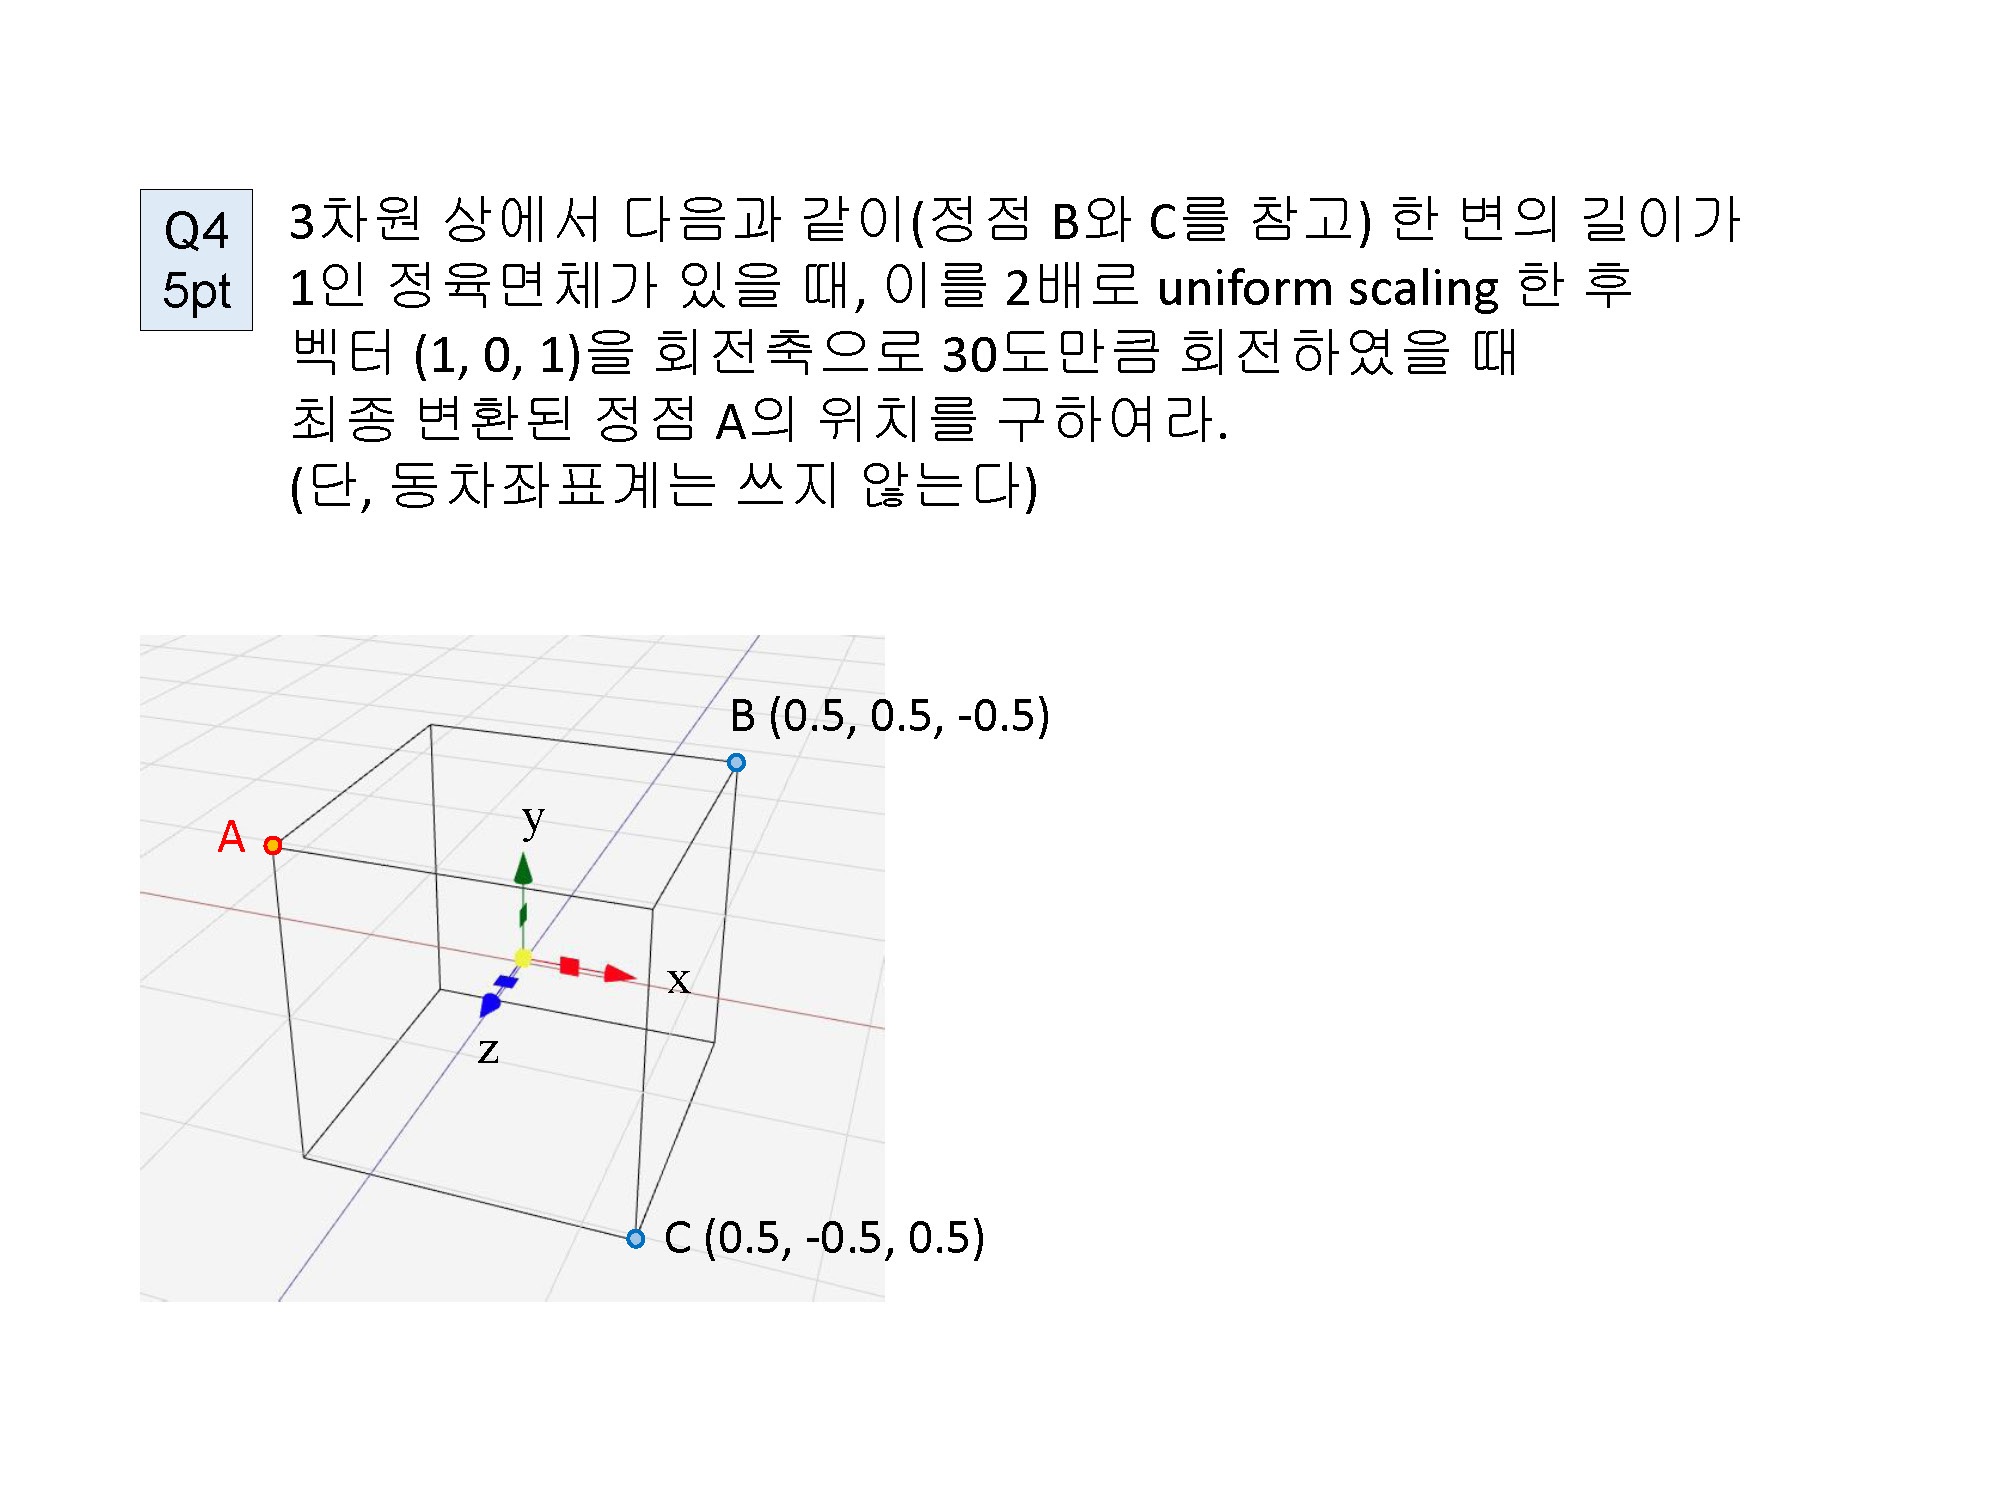 Q4
5pt
3차원 상에서 다음과 같이(정점 B와 C를 참고) 한 변의 길이가
1인 정육면체가 있을 때, 이를 2배로 uniform scaling 한 후
벡터 (1, 0, 1)을 회전축으로 30도만큼 회전하였을 때
최종 변환된 정점 A의 위치를 구하여라.
(단, 동차좌표계는 쓰지 않는다)
B (0.5, 0.5, -0.5)
y
A
x
z
C (0.5, -0.5, 0.5)